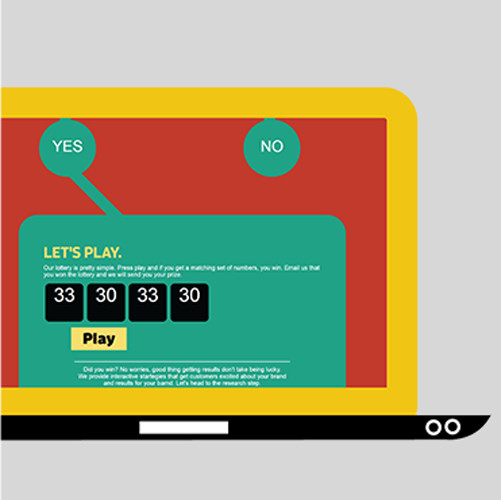 YES NO
LET'S PLAY.
Our lottery is pretty simple. Press play and if you get a matching set of numbers, you win. Email us that
you won the lottery and we will send you your prize.
33 30 33 30
Play
Did you win? No worries, good thing getting results don't take being lucky.
We provide interactive startegies that get customers excited about your brand
and results for your barnd. Let's head to the research step.